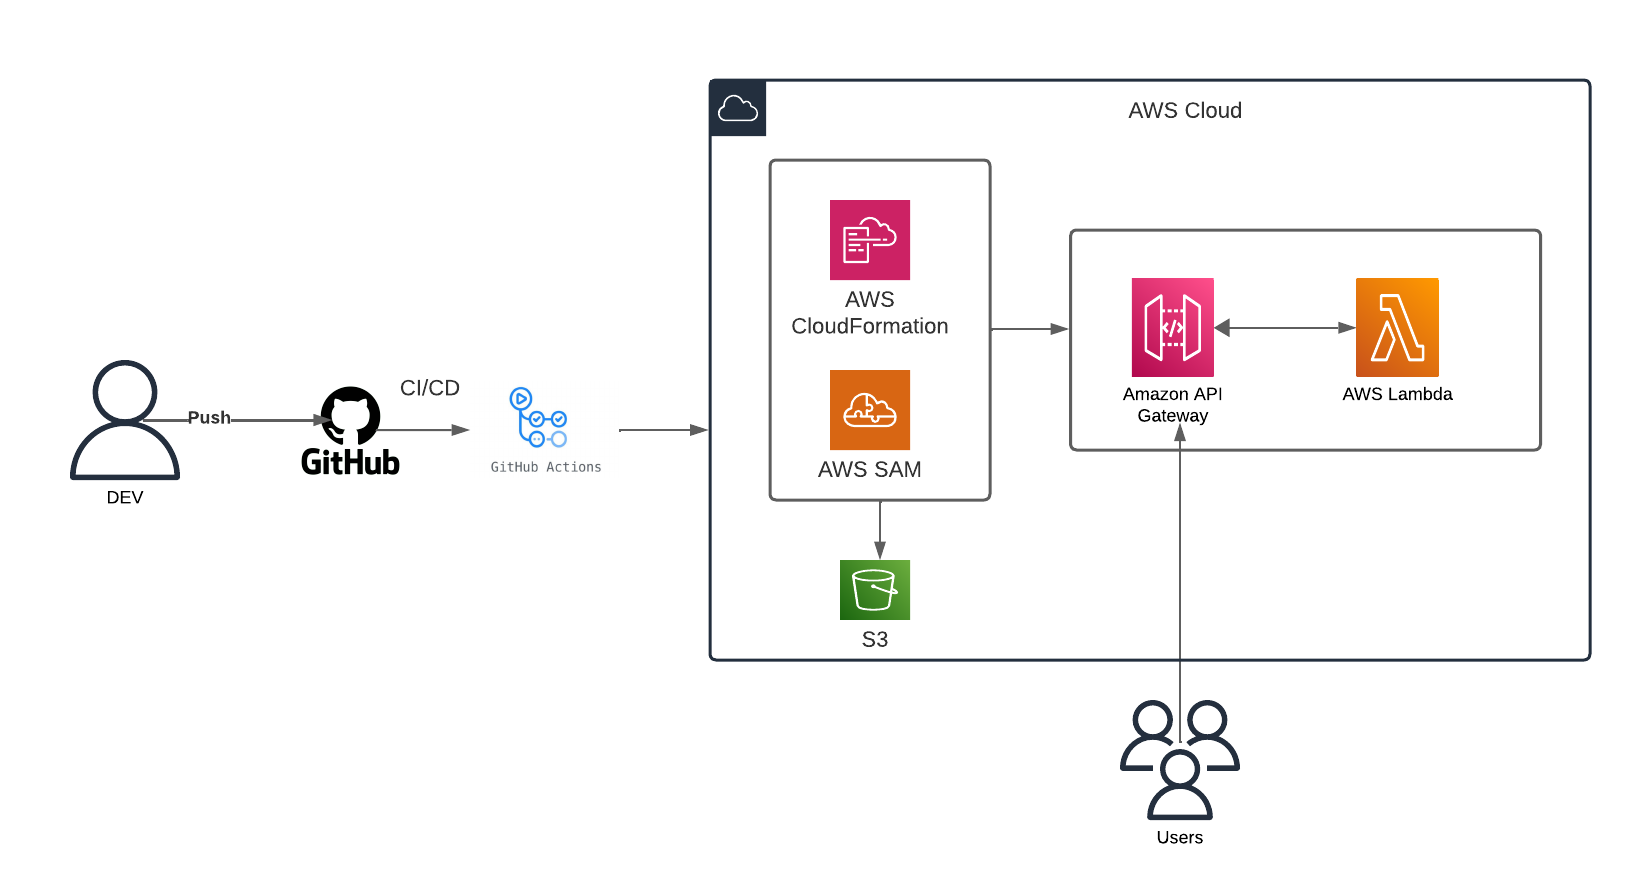 AWS Cloud
AWS
CloudFormation
AWS SAM
S3
Amazon API
Gateway
AWS Lambda
CI/CD
Push
GitHub
GitHub Actions
DEV
Users